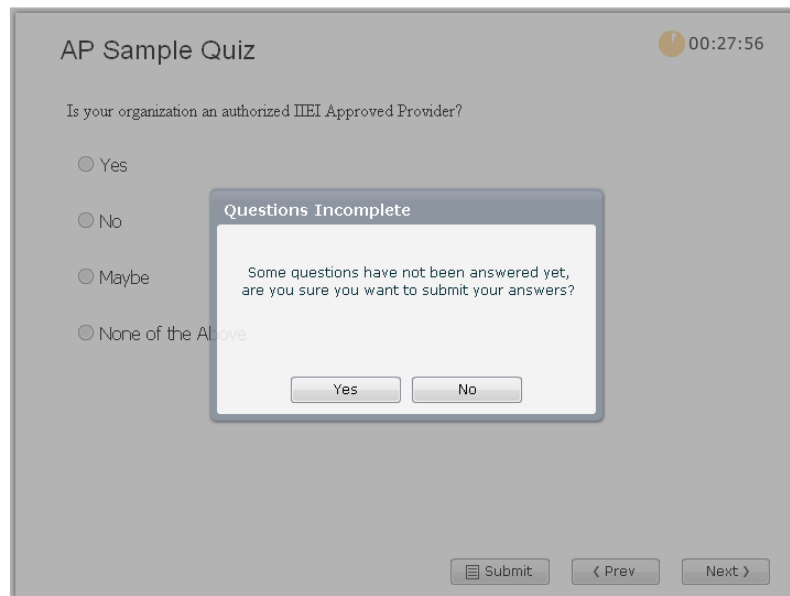 AP Sample Quiz
00:27:56
Is your organization an authorized IIEI Approved Provider?
Yes
No
Maybe
None of the Above
Questions Incomplete
Some questions have not been answered yet,
are you sure you want to submit your answers?
Yes
No
Submit
Prev
Next